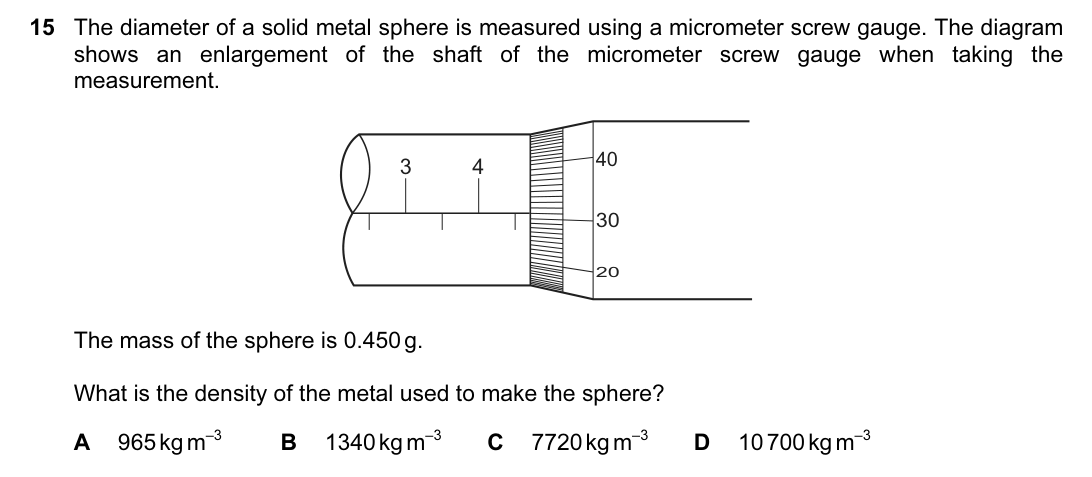 15 The diameter of a solid metal sphere is measured using a micrometer screw gauge. The diagram
shows an enlargement of the shaft of the micrometer screw gauge when taking the
measurement.
3 4
40
30
20
The mass of the sphere is 0.450 g.
What is the density of the metal used to make the sphere?
A 965 kg m⁻³ B 1340 kg m⁻³ C 7720 kg m⁻³ D 10 700 kg m⁻³